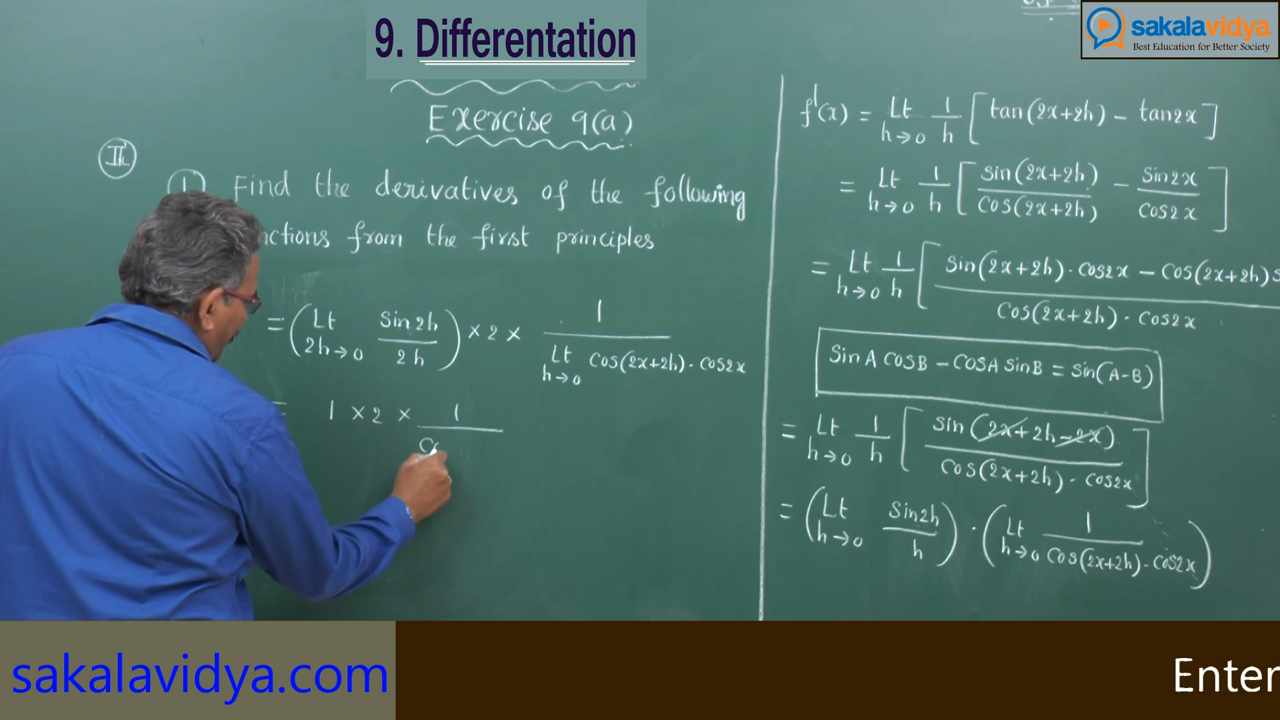 9. Differentation
sakalavidya
Best Education for Better Society
Exercise 9(a)
II
1 Find the derivatives of the following
nctions from the first principles
= (Lt 2h→0 Sin2h/2h) × 2 × 1/(Lt h→0 cos(2x+2h) · cos2x)
= 1 × 2 × 1/
f'(x) = Lt h→0 1/h [tan(2x+2h) − tan2x]
= Lt h→0 1/h [sin(2x+2h)/cos(2x+2h) − Sin2x/cos2x]
= Lt h→0 1/h [sin(2x+2h) · cos2x − cos(2x+2h) s/cos(2x+2h) · cos2x
Sin A cosB − cosA sinB = sin(A−B)
= Lt h→0 1/h [sin(2x+2h−2x)/cos(2x+2h) · cos2x]
= (Lt h→0 Sin2h/h) · (Lt h→0 1/cos(2x+2h) · cos2x)
sakalavidya.com
Enter